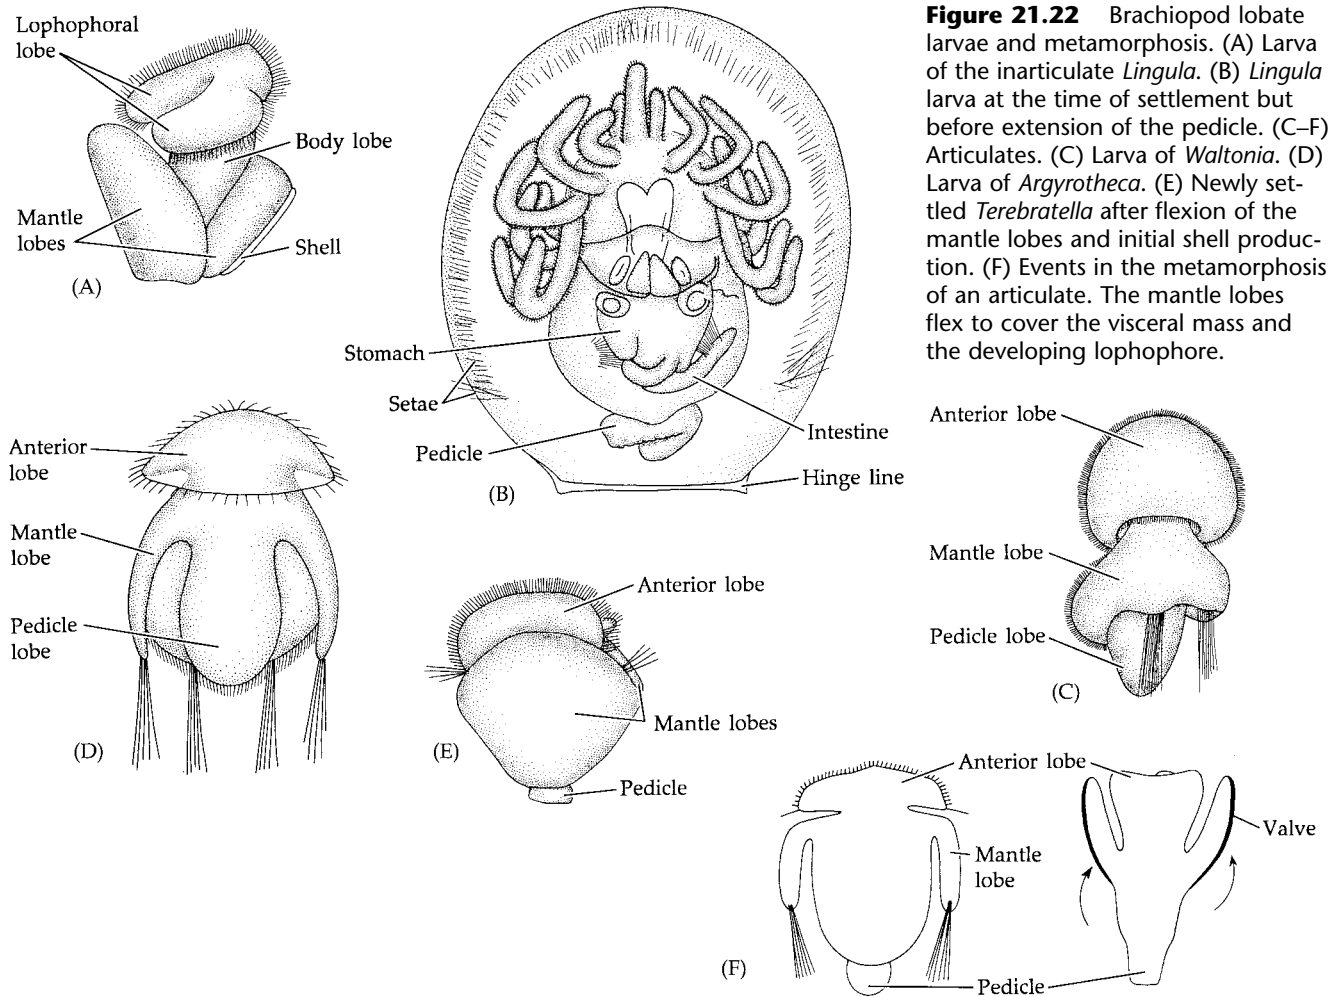 Figure 21.22 Brachiopod lobate
larvae and metamorphosis. (A) Larva
of the inarticulate Lingula. (B) Lingula
larva at the time of settlement but
before extension of the pedicle. (C–F)
Articulates. (C) Larva of Waltonia. (D)
Larva of Argyrotheca. (E) Newly set-
tled Terebratella after flexion of the
mantle lobes and initial shell produc-
tion. (F) Events in the metamorphosis
of an articulate. The mantle lobes
flex to cover the visceral mass and
the developing lophophore.
Lophophoral
lobe
Body lobe
Mantle
lobes
Shell
(A)
Stomach
Setae
Pedicle
Intestine
Hinge line
(B)
Anterior lobe
Mantle lobe
Pedicle lobe
(C)
Anterior
lobe
Mantle
lobe
Pedicle
lobe
(D)
Anterior lobe
Mantle lobes
Pedicle
(E)
Anterior lobe
Valve
Mantle
lobe
Pedicle
(F)